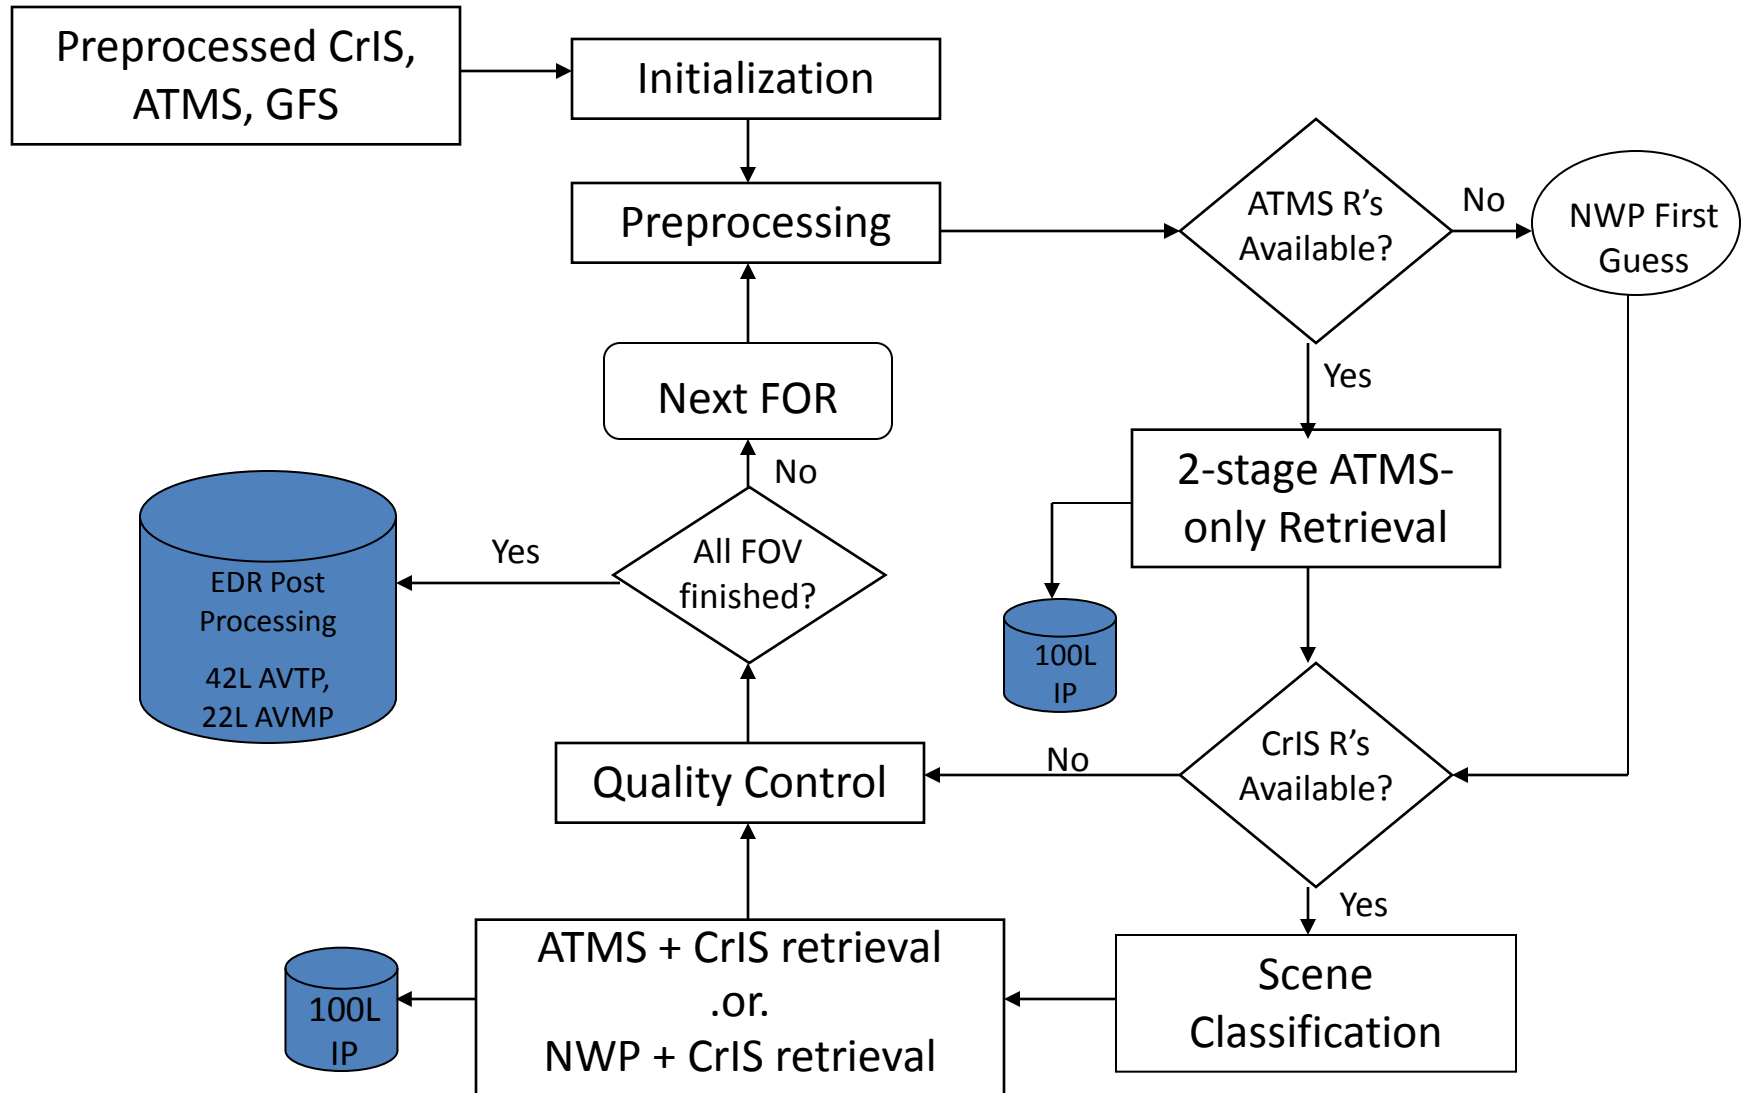 Preprocessed CrIS,
ATMS, GFS
Initialization
Preprocessing
ATMS R’s
Available?
No
NWP First
Guess
Yes
Next FOR
No
2-stage ATMS-
only Retrieval
All FOV
finished?
Yes
EDR Post
Processing
42L AVTP,
22L AVMP
100L
IP
CrIS R’s
Available?
No
Quality Control
Yes
Scene
Classification
ATMS + CrIS retrieval
.or.
NWP + CrIS retrieval
100L
IP